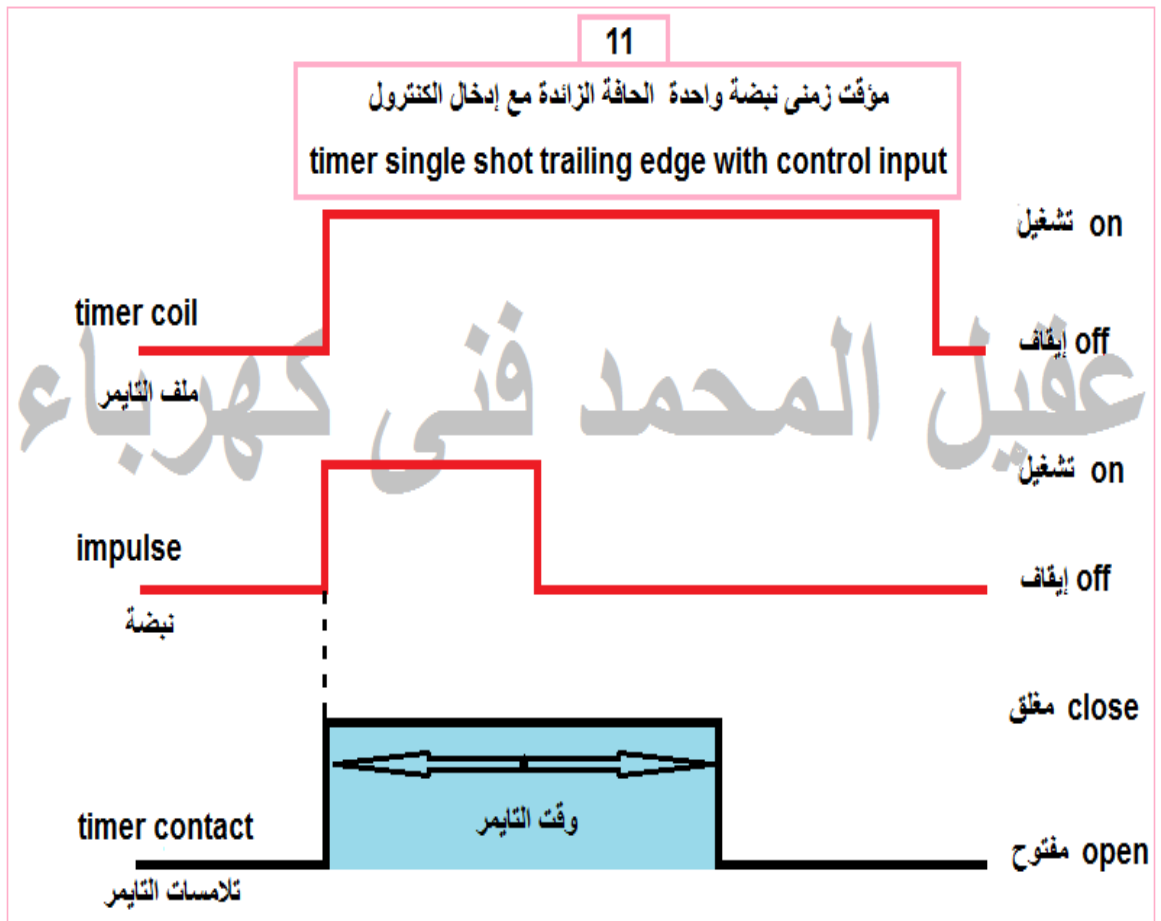 11
مؤقت زمنى نبضة واحدة الحافة الزائدة مع إدخال الكنترول
timer single shot trailing edge with control input
تشغيل on
timer coil
إيقاف off
ملف التايمر
عقيل المحمد فنى كهرباء
تشغيل on
impulse
إيقاف off
نبضة
مغلق close
وقت التايمر
timer contact
مفتوح open
تلامسات التايمر